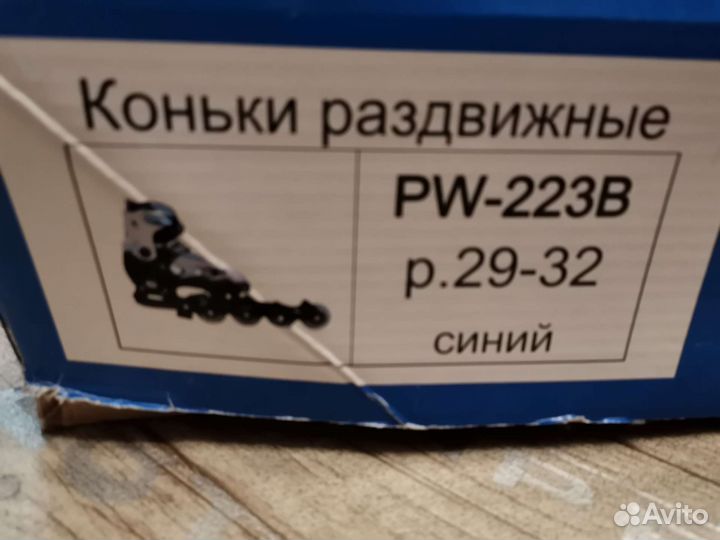 Коньки раздвижные
PW-223B
р.29-32
синий
Avito